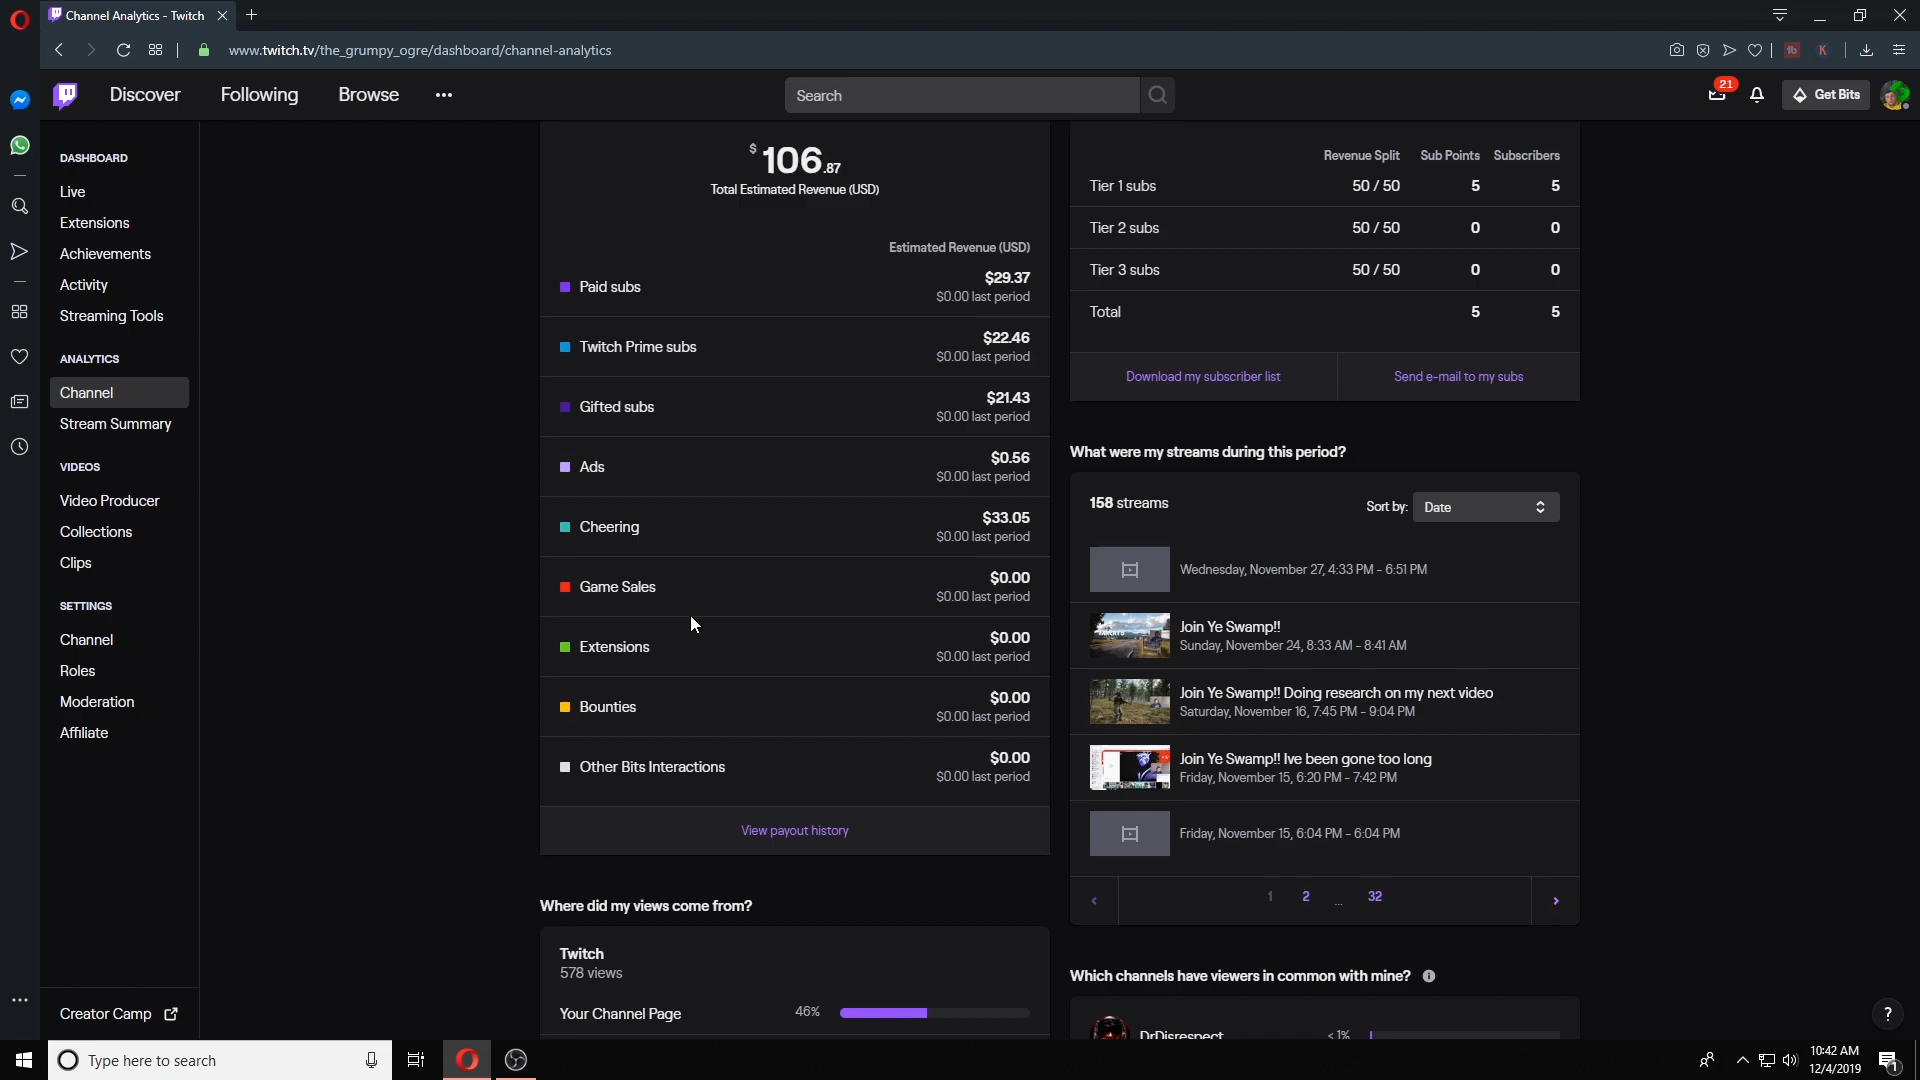 Channel Analytics - Twitch
www.twitch.tv/the_grumpy_ogre/dashboard/channel-analytics
Discover
Following
Browse
Search
21
Get Bits
DASHBOARD
Live
Extensions
Achievements
Activity
Streaming Tools
ANALYTICS
Channel
Stream Summary
VIDEOS
Video Producer
Collections
Clips
SETTINGS
Channel
Roles
Moderation
Affiliate
Creator Camp
$ 106.87
Total Estimated Revenue (USD)
Estimated Revenue (USD)
Paid subs $29.37
$0.00 last period
Twitch Prime subs $22.46
$0.00 last period
Gifted subs $21.43
$0.00 last period
Ads $0.56
$0.00 last period
Cheering $33.05
$0.00 last period
Game Sales $0.00
$0.00 last period
Extensions $0.00
$0.00 last period
Bounties $0.00
$0.00 last period
Other Bits Interactions $0.00
$0.00 last period
View payout history
Where did my views come from?
Twitch
578 views
Your Channel Page 46%
Revenue Split Sub Points Subscribers
Tier 1 subs 50 / 50 5 5
Tier 2 subs 50 / 50 0 0
Tier 3 subs 50 / 50 0 0
Total 5 5
Download my subscriber list Send e-mail to my subs
What were my streams during this period?
158 streams Sort by: Date
Wednesday, November 27, 4:33 PM - 6:51 PM
Join Ye Swamp!!
Sunday, November 24, 8:33 AM - 8:41 AM
Join Ye Swamp!! Doing research on my next video
Saturday, November 16, 7:45 PM - 9:04 PM
Join Ye Swamp!! Ive been gone too long
Friday, November 15, 6:20 PM - 7:42 PM
Friday, November 15, 6:04 PM - 6:04 PM
1 2 ... 32
Which channels have viewers in common with mine?
DrDisrespect <1%
?
Type here to search
10:42 AM
12/4/2019
1